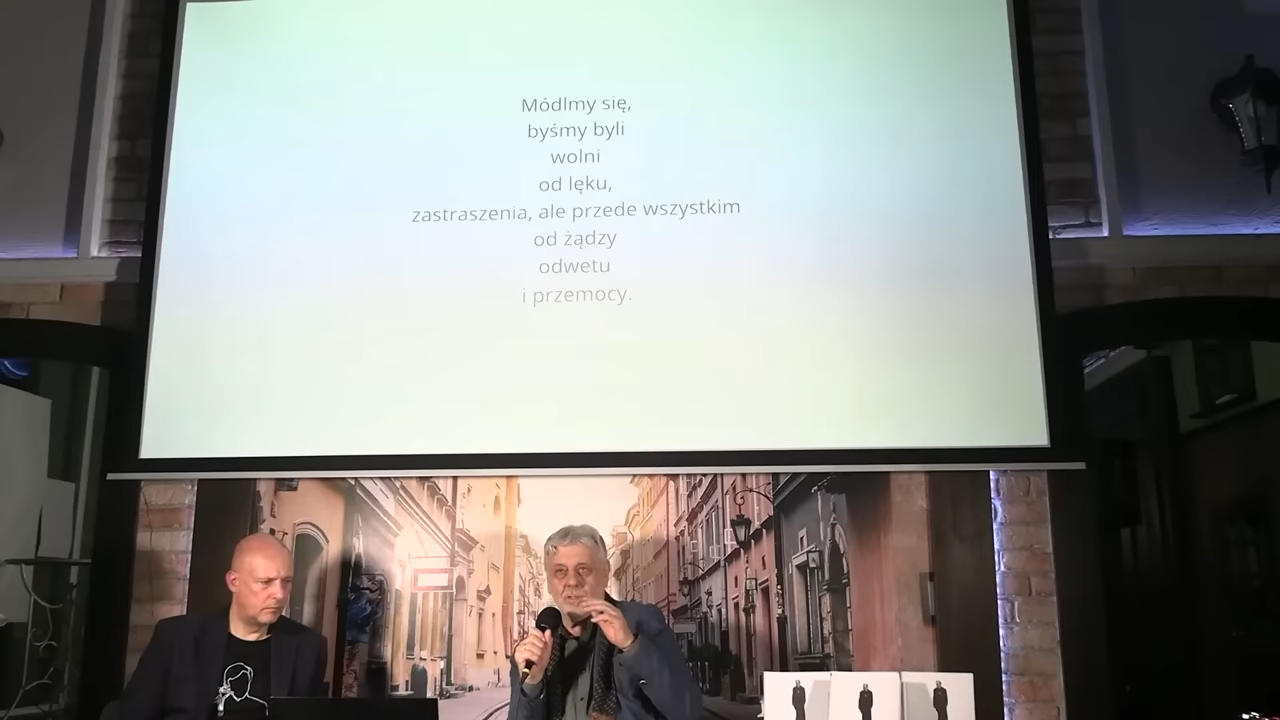 Módlmy się,
byśmy byli
wolni
od lęku,
zastraszenia, ale przede wszystkim
od żądzy
odwetu
i przemocy.